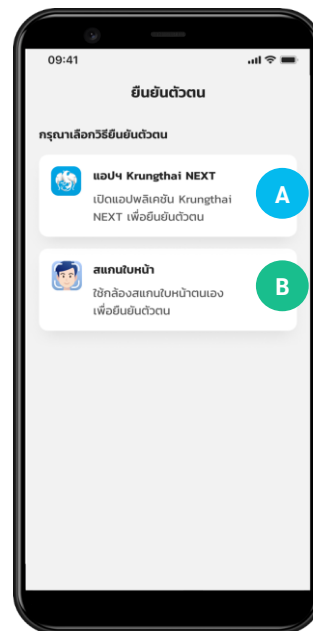 09:41
ยืนยันตัวตน
กรุณาเลือกวิธียืนยันตัวตน
แอปฯ Krungthai NEXT
เปิดแอปพลิเคชัน Krungthai
NEXT เพื่อยืนยันตัวตน
A
สแกนใบหน้า
ใช้กล้องสแกนใบหน้าตนเอง
เพื่อยืนยันตัวตน
B